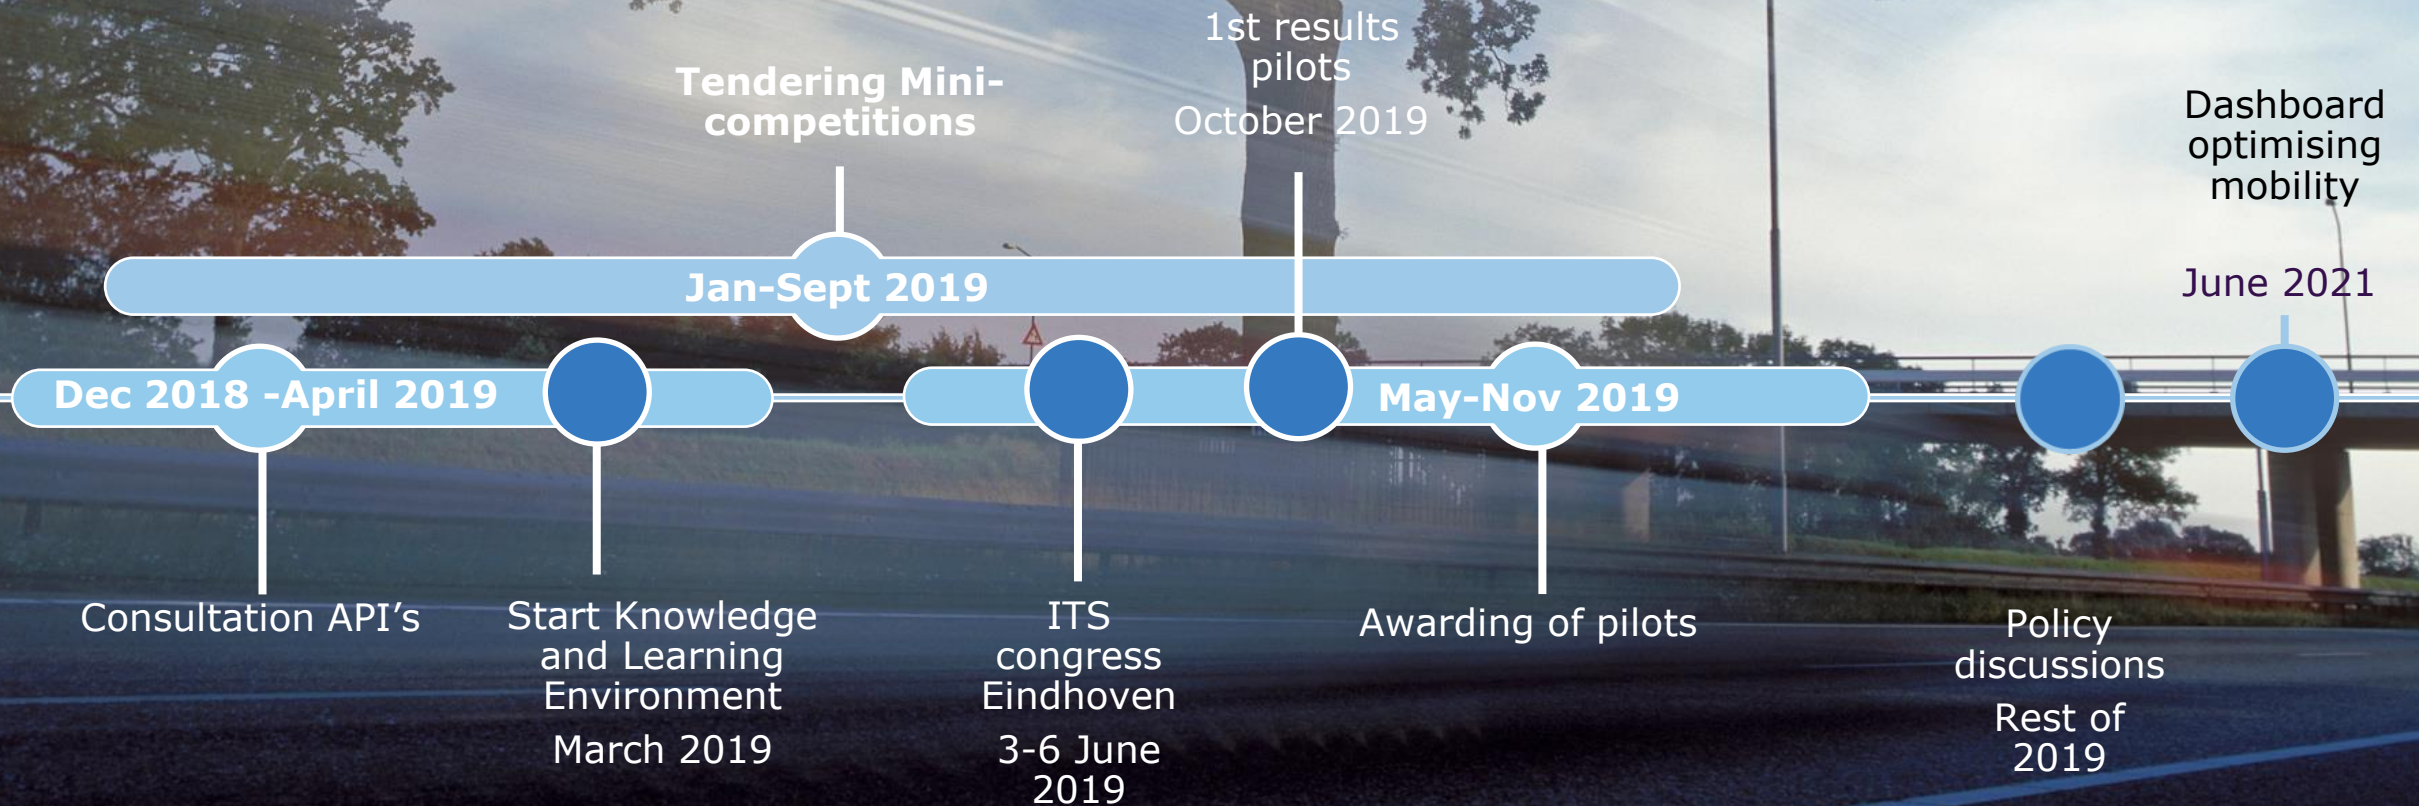 1st results
pilots
October 2019
Tendering Mini-
competitions
Dashboard
optimising
mobility
June 2021
Jan-Sept 2019
Dec 2018 -April 2019
May-Nov 2019
Consultation API’s
Start Knowledge
and Learning
Environment
March 2019
ITS
congress
Eindhoven
3-6 June
2019
Awarding of pilots
Policy
discussions
Rest of
2019